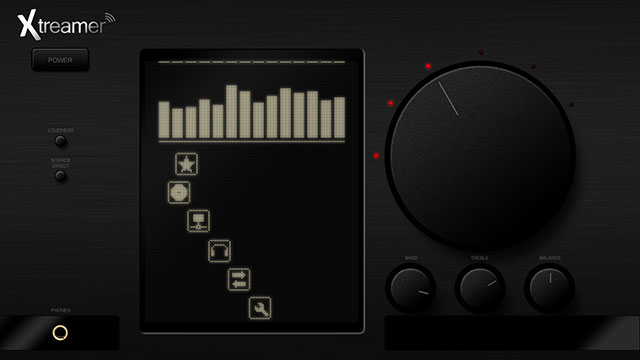 Xtreamer
POWER
LOUDNESS
SOURCE
DIRECT
BASS
TREBLE
BALANCE
PHONES